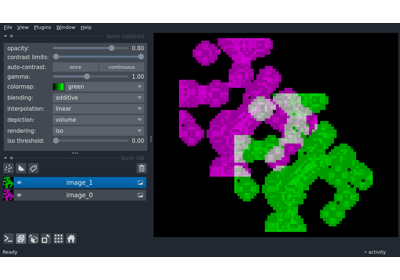 File View Plugins Window Help
layer controls
opacity: 0.80
contrast limits:
auto-contrast: once continuous
gamma: 1.00
colormap: green
blending: additive
interpolation: linear
depiction: volume
rendering: iso
iso threshold: 0.00
layer list
image_1
image_0
Ready activity